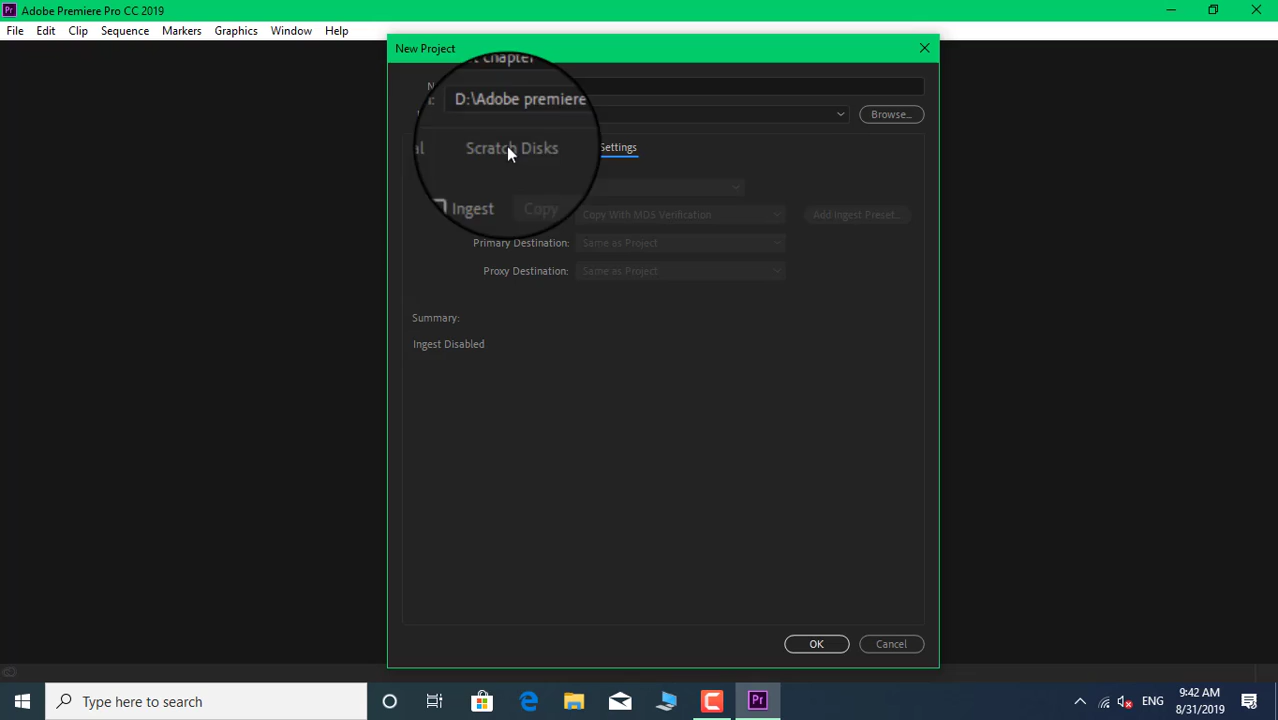 Adobe Premiere Pro CC 2019
File Edit Clip Sequence Markers Graphics Window Help
New Project
chapter
D:\Adobe premiere
Browse...
Scratch Disks
Settings
Ingest Copy
Copy With MD5 Verification
Add Ingest Preset...
Primary Destination: Same as Project
Proxy Destination: Same as Project
Summary:
Ingest Disabled
OK Cancel
Type here to search
ENG
9:42 AM
8/31/2019